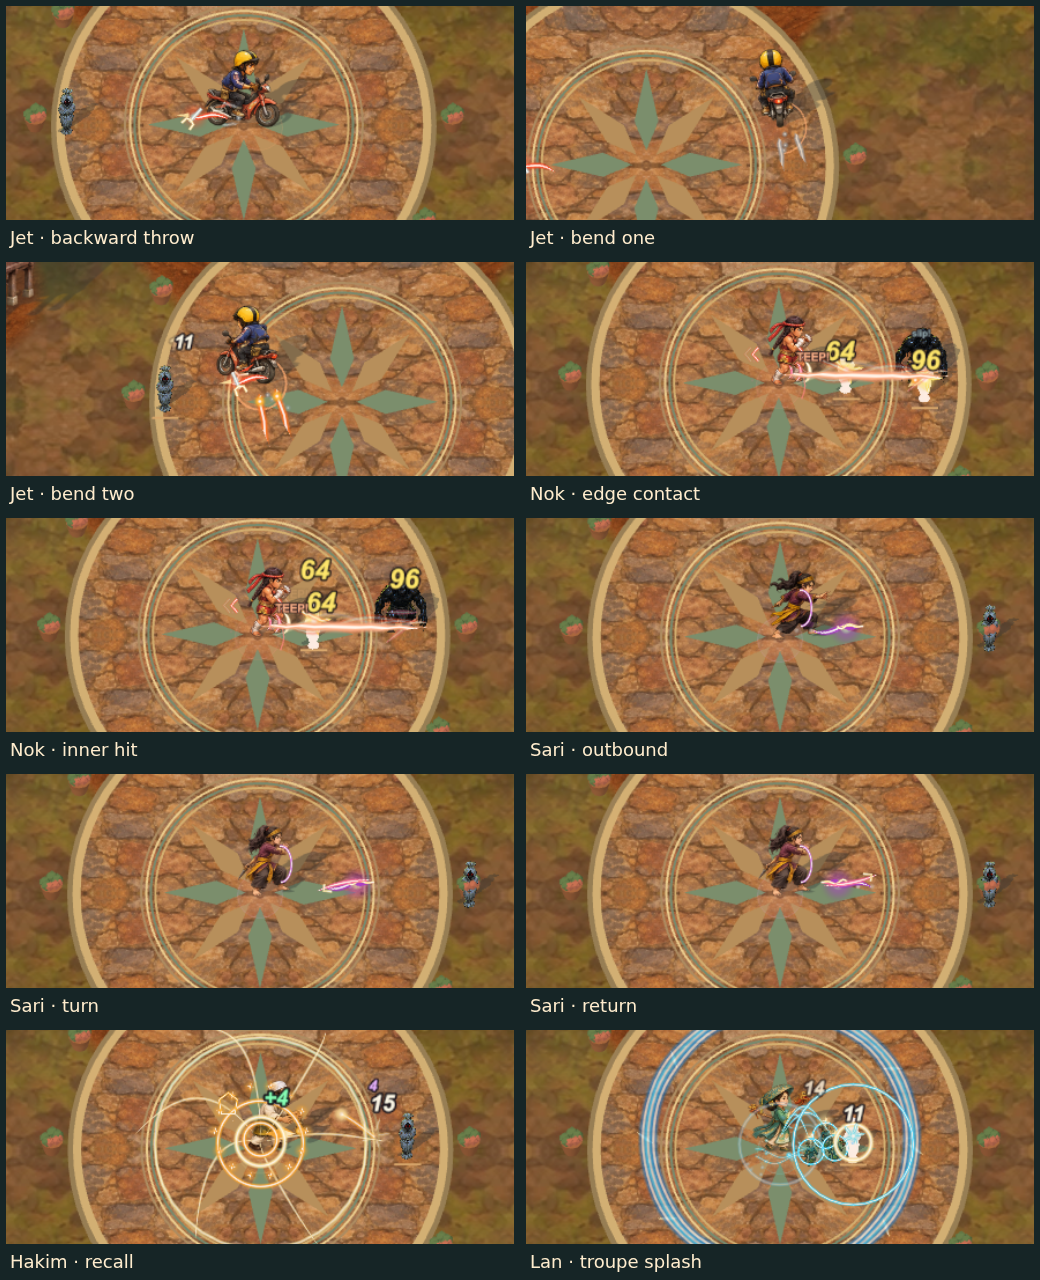 Jet · backward throw
Jet · bend one
11
Jet · bend two
TEEP!
64
96
Nok · edge contact
64
96
TEEP!
64
Nok · inner hit
Sari · outbound
Sari · turn
Sari · return
+4
4
15
Hakim · recall
14
11
Lan · troupe splash